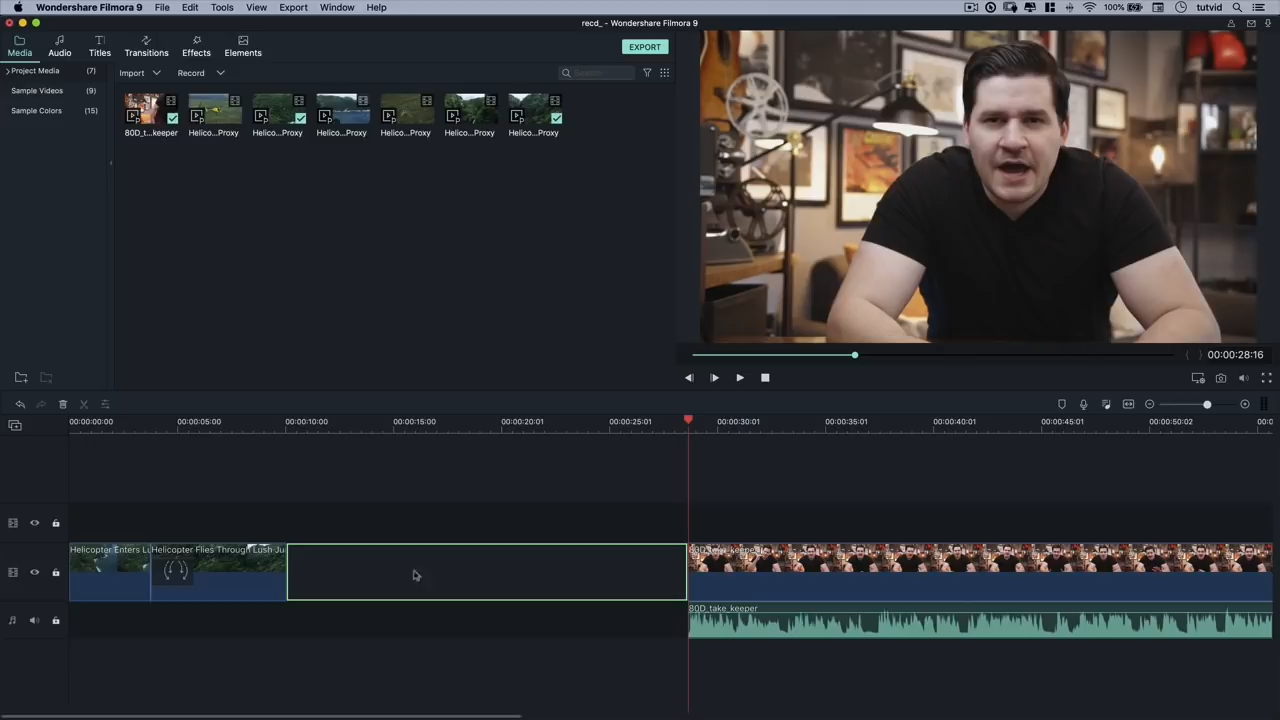 Wondershare Filmora 9 File Edit Tools View Export Window Help 100% tutvid
recd_ - Wondershare Filmora 9
Media Audio Titles Transitions Effects Elements EXPORT
Project Media (7) Import Record Search
Sample Videos (9)
Sample Colors (15)
80D_t...keeper Helico...Proxy Helico...Proxy Helico...Proxy Helico...Proxy Helico...Proxy Helico...Proxy
00:00:28:16
00:00:00:00 00:00:05:00 00:00:10:00 00:00:15:00 00:00:20:01 00:00:25:01 00:00:30:01 00:00:35:01 00:00:40:01 00:00:45:01 00:00:50:02 00:0
Helicopter Enters Lu Helicopter Flies Through Lush Ju 80D_take_keeper
80D_take_keeper